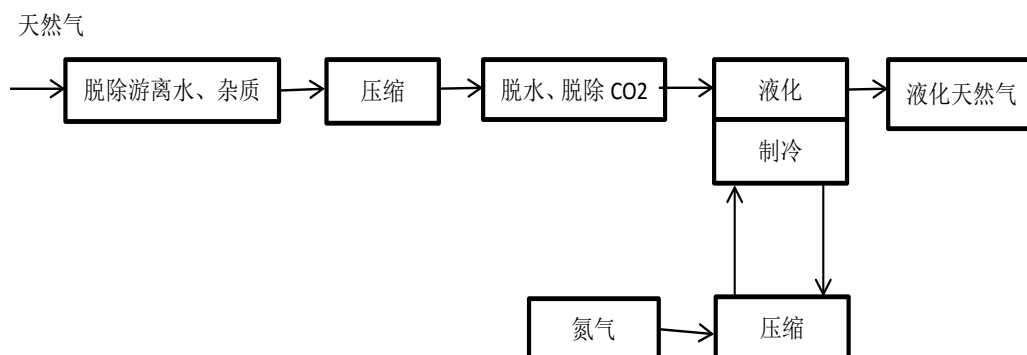 天然气
脱除游离水、杂质
压缩
脱水、脱除 CO2
液化
液化天然气
制冷
氮气
压缩